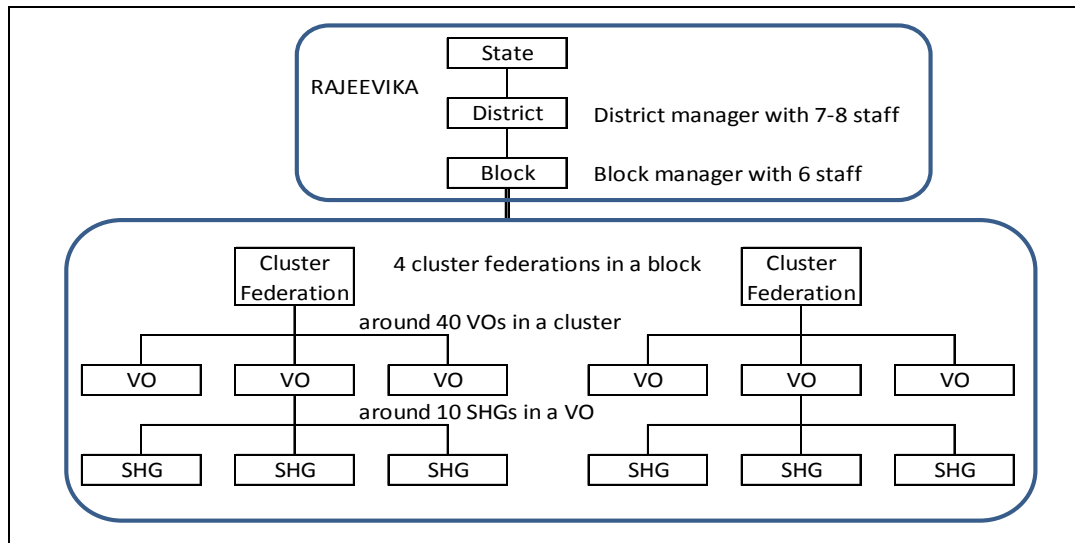 State
RAJEEVIKA
District
District manager with 7-8 staff
Block
Block manager with 6 staff
Cluster
Federation
4 cluster federations in a block
Cluster
Federation
around 40 VOs in a cluster
VO
VO
VO
VO
VO
VO
around 10 SHGs in a VO
SHG
SHG
SHG
SHG
SHG
SHG